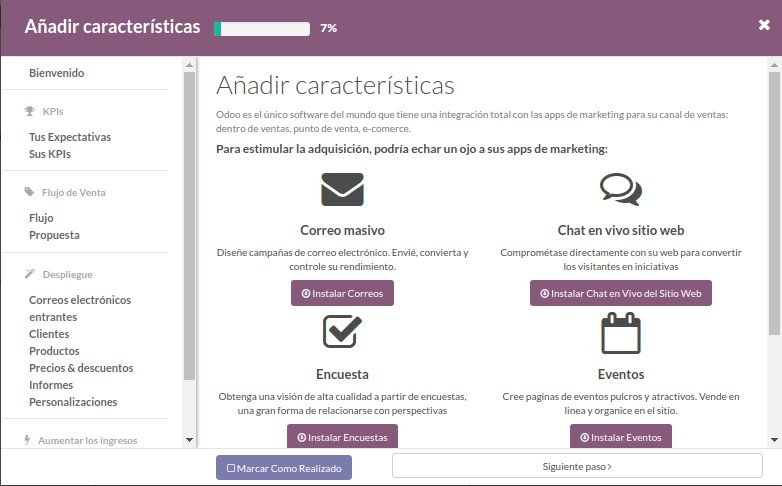 Añadir características 7%
Bienvenido
KPIs
Tus Expectativas
Sus KPIs
Flujo de Venta
Flujo
Propuesta
Despliegue
Correos electrónicos
entrantes
Clientes
Productos
Precios & descuentos
Informes
Personalizaciones
Aumentar los ingresos
Añadir características
Odoo es el único software del mundo que tiene una integración total con las apps de marketing para su canal de ventas:
dentro de ventas, punto de venta, e-comerce.
Para estimular la adquisición, podría echar un ojo a sus apps de marketing:
Correo masivo
Diseñe campañas de correo electrónico. Envié, convierta y
controle su rendimiento.
Instalar Correos
Chat en vivo sitio web
Comprométase directamente con su web para convertir
los visitantes en iniciativas
Instalar Chat en Vivo del Sitio Web
Encuesta
Obtenga una visión de alta cualidad a partir de encuestas,
una gran forma de relacionarse con perspectivas
Instalar Encuestas
Eventos
Cree paginas de eventos pulcros y atractivos. Vende en
linea y organice en el sitio.
Instalar Eventos
Marcar Como Realizado
Siguiente paso